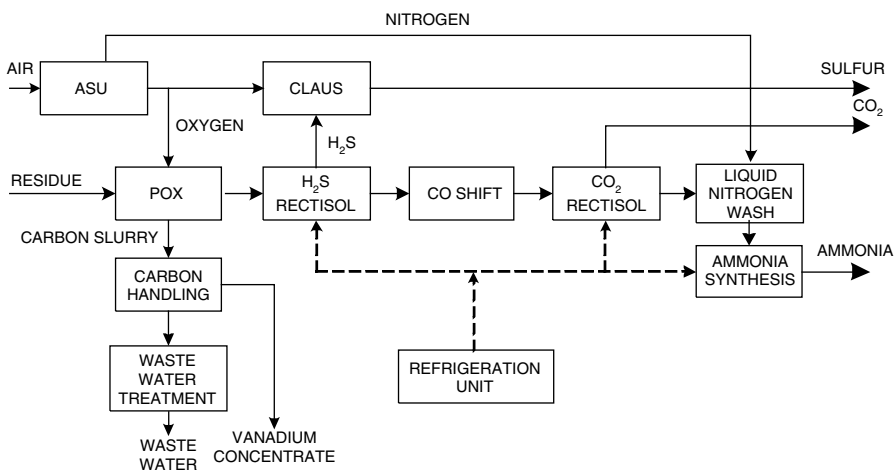 NITROGEN
AIR
ASU
CLAUS
SULFUR
CO₂
OXYGEN
H₂S
RESIDUE
POX
H₂S
RECTISOL
CO SHIFT
CO₂
RECTISOL
LIQUID
NITROGEN
WASH
CARBON SLURRY
CARBON
HANDLING
AMMONIA
SYNTHESIS
AMMONIA
WASTE
WATER
TREATMENT
REFRIGERATION
UNIT
WASTE
WATER
VANADIUM
CONCENTRATE